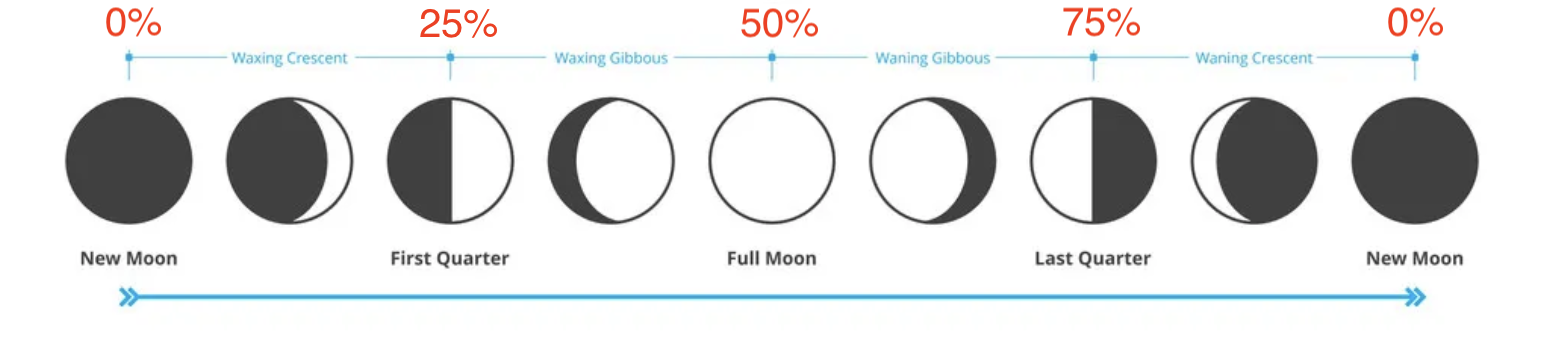 0% 25% 50% 75% 0%
Waxing Crescent Waxing Gibbous Waning Gibbous Waning Crescent
New Moon First Quarter Full Moon Last Quarter New Moon